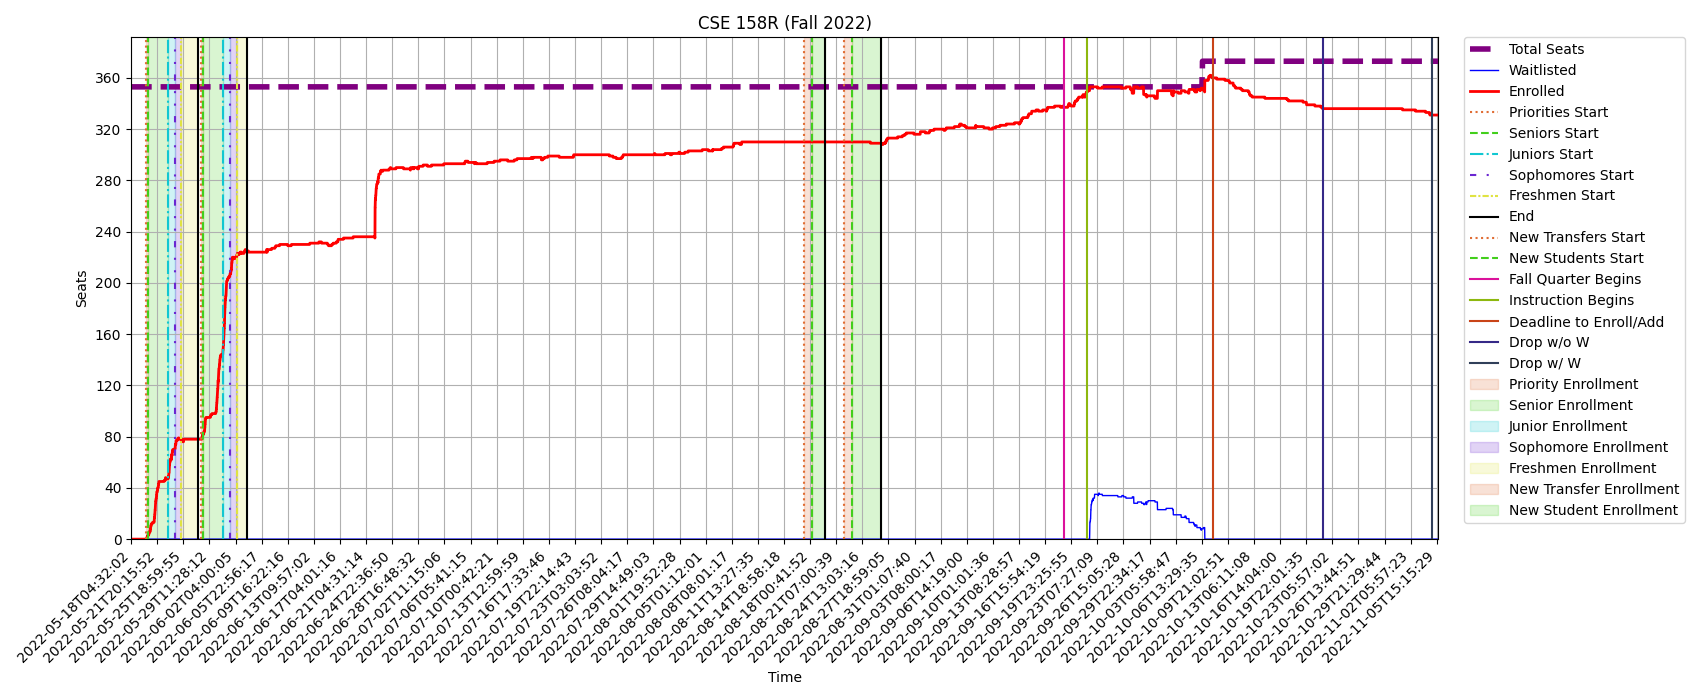 CSE 158R (Fall 2022)
Seats
360
320
280
240
200
160
120
80
40
0
2022-05-18T04:32:02
2022-05-21T20:15:52
2022-05-25T18:59:55
2022-05-29T11:28:12
2022-06-02T04:00:05
2022-06-05T22:56:17
2022-06-09T16:22:16
2022-06-13T09:57:02
2022-06-17T04:01:16
2022-06-21T04:31:14
2022-06-24T22:36:50
2022-06-28T16:48:32
2022-07-02T11:15:06
2022-07-06T05:41:15
2022-07-10T00:42:21
2022-07-13T12:59:59
2022-07-16T17:33:46
2022-07-19T22:14:43
2022-07-23T03:03:52
2022-07-26T08:04:17
2022-07-29T14:49:03
2022-08-01T19:52:28
2022-08-05T01:12:01
2022-08-08T08:01:17
2022-08-11T13:27:35
2022-08-14T18:58:18
2022-08-18T00:41:52
2022-08-21T07:00:39
2022-08-24T13:03:16
2022-08-27T18:59:05
2022-08-31T01:07:40
2022-09-03T08:00:17
2022-09-06T14:19:00
2022-09-10T01:01:36
2022-09-13T08:28:57
2022-09-16T15:54:19
2022-09-19T23:25:55
2022-09-23T07:27:09
2022-09-26T15:05:28
2022-09-29T22:34:17
2022-10-03T05:58:47
2022-10-06T13:29:35
2022-10-09T21:02:51
2022-10-13T06:11:08
2022-10-16T14:04:00
2022-10-19T22:01:35
2022-10-23T05:57:02
2022-10-26T13:44:51
2022-10-29T21:29:44
2022-11-02T05:57:23
2022-11-05T15:15:29
Time
Total Seats
Waitlisted
Enrolled
Priorities Start
Seniors Start
Juniors Start
Sophomores Start
Freshmen Start
End
New Transfers Start
New Students Start
Fall Quarter Begins
Instruction Begins
Deadline to Enroll/Add
Drop w/o W
Drop w/ W
Priority Enrollment
Senior Enrollment
Junior Enrollment
Sophomore Enrollment
Freshmen Enrollment
New Transfer Enrollment
New Student Enrollment